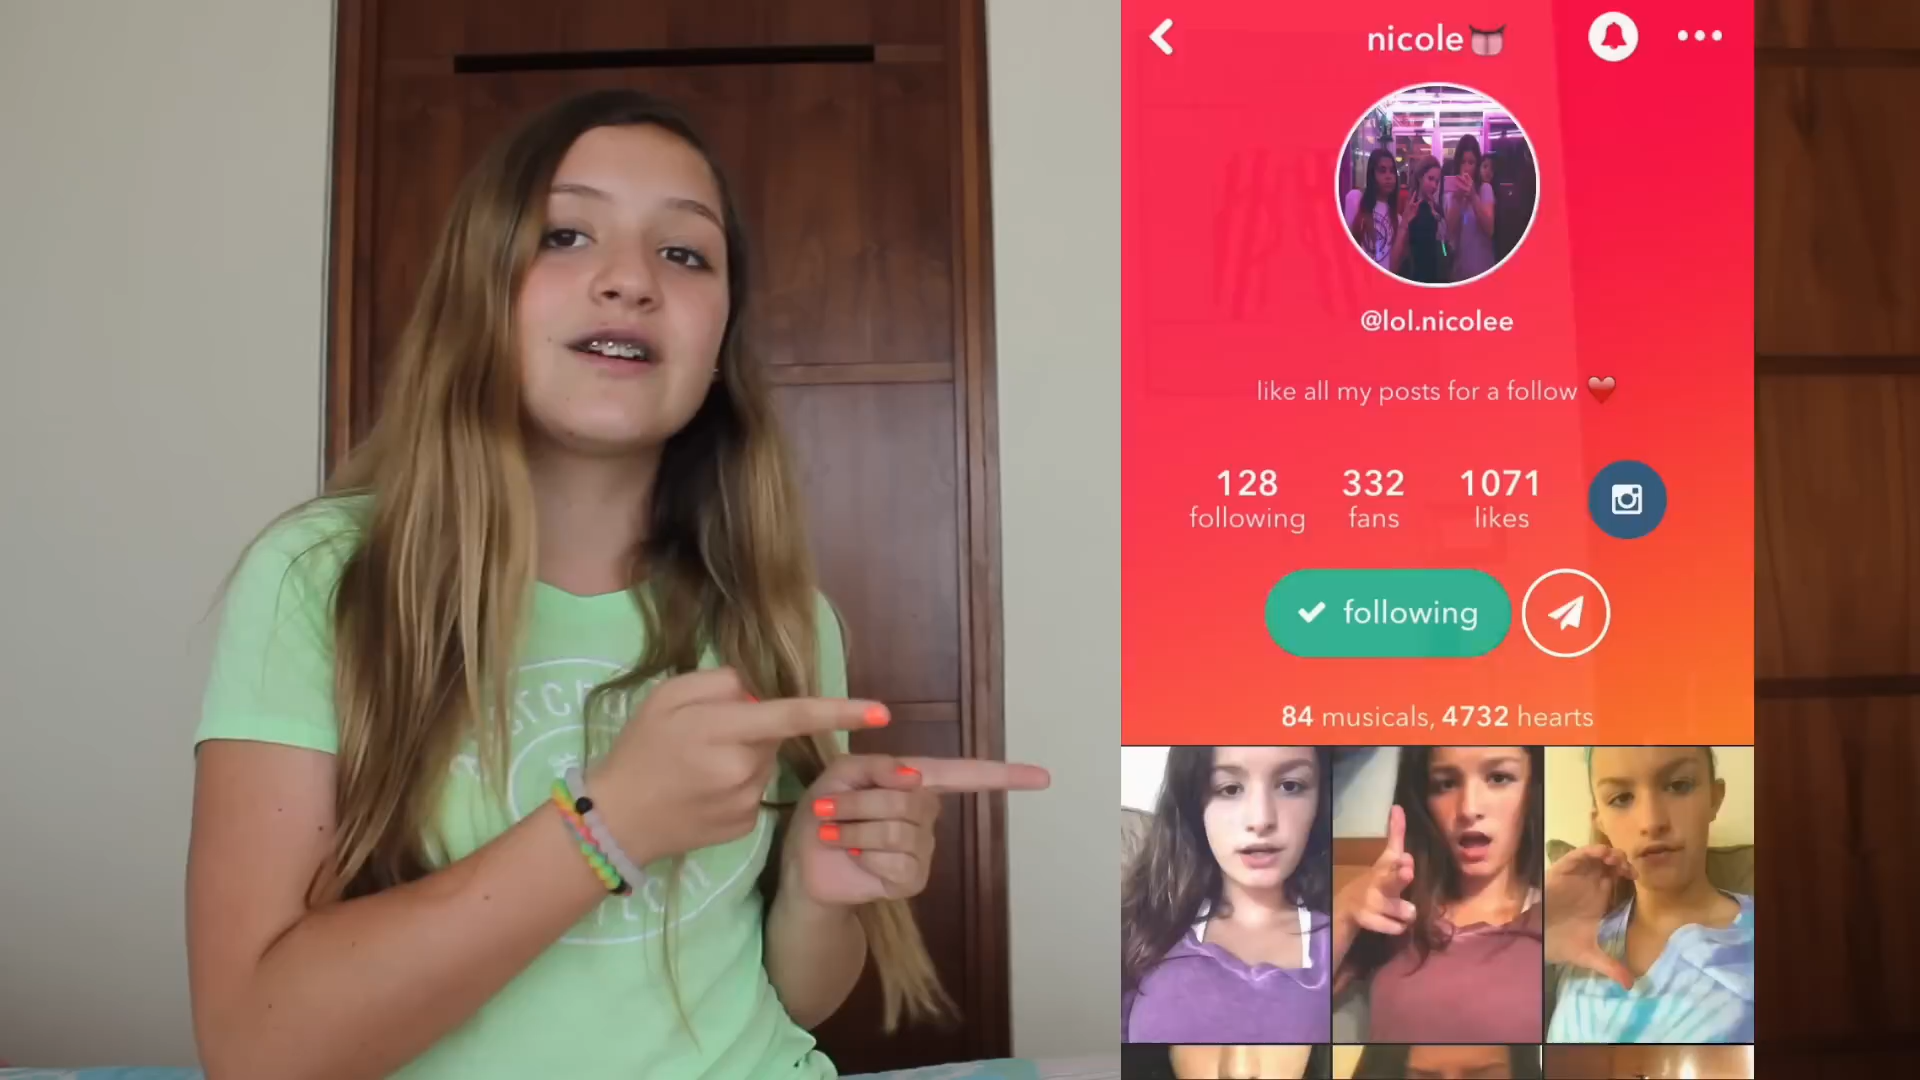 nicole
@lol.nicolee
like all my posts for a follow ❤️
128 332 1071
following fans likes
✓ following
84 musicals, 4732 hearts